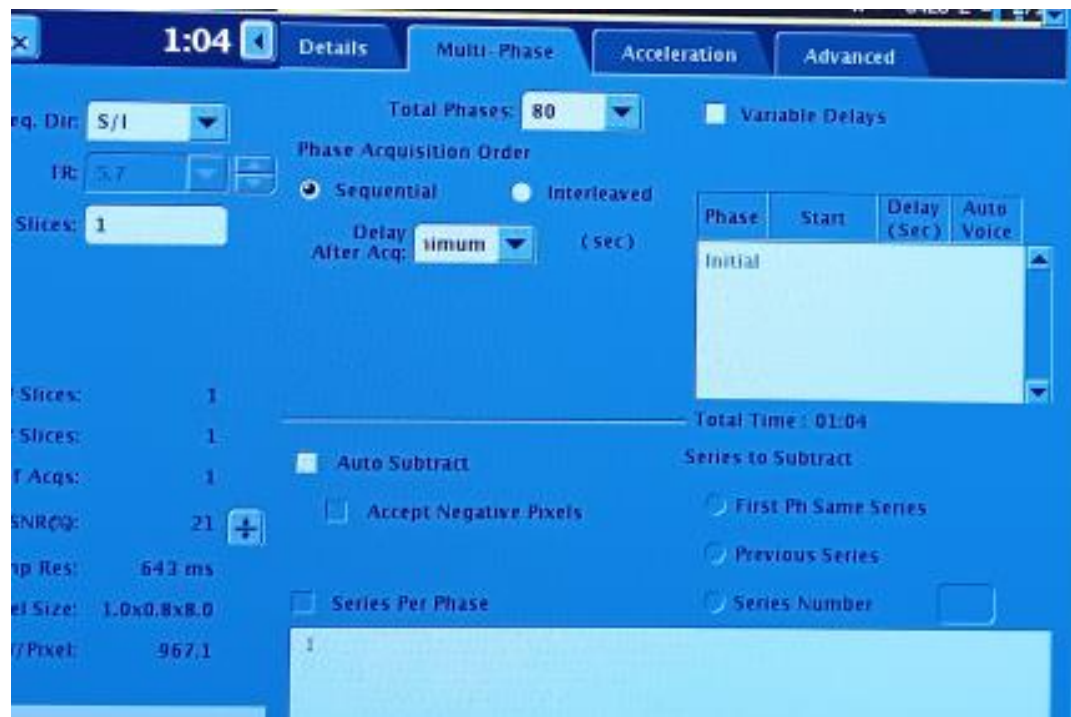 1:04
Details
Multi-Phase
Acceleration
Advanced
eq. Dir: S/I
TR: 5.7
Slices: 1
Total Phases: 80
Variable Delays
Phase Acquisition Order
Sequential
Interleaved
Delay
After Acq: nimum (sec)
Phase Start Delay (Sec) Auto Voice
Initial
Total Time : 01:04
Slices: 1
Slices: 1
f Acqs: 1
SNR(%): 21
mp Res: 643 ms
el Size: 1.0x0.8x8.0
/Pixel: 967.1
Auto Subtract
Accept Negative Pixels
Series Per Phase
1
Series to Subtract
First Ph Same Series
Previous Series
Series Number